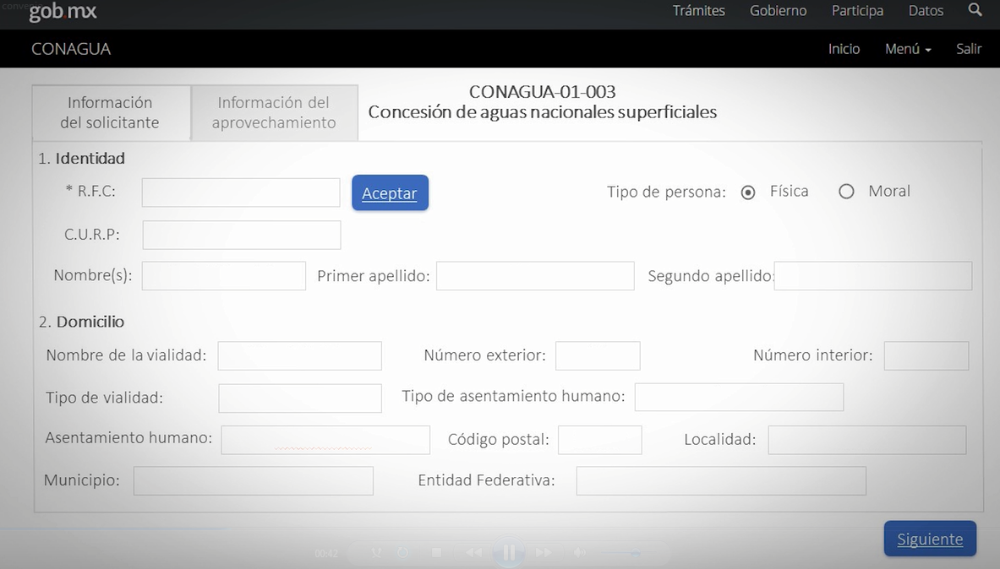 gob.mx
Trámites Gobierno Participa Datos
CONAGUA
Inicio Menú Salir
Información
del solicitante
Información del
aprovechamiento
CONAGUA-01-003
Concesión de aguas nacionales superficiales
1. Identidad
* R.F.C: Aceptar Tipo de persona: Física Moral
C.U.R.P:
Nombre(s): Primer apellido: Segundo apellido:
2. Domicilio
Nombre de la vialidad: Número exterior: Número interior:
Tipo de vialidad: Tipo de asentamiento humano:
Asentamiento humano: Código postal: Localidad:
Municipio: Entidad Federativa:
Siguiente
00:42